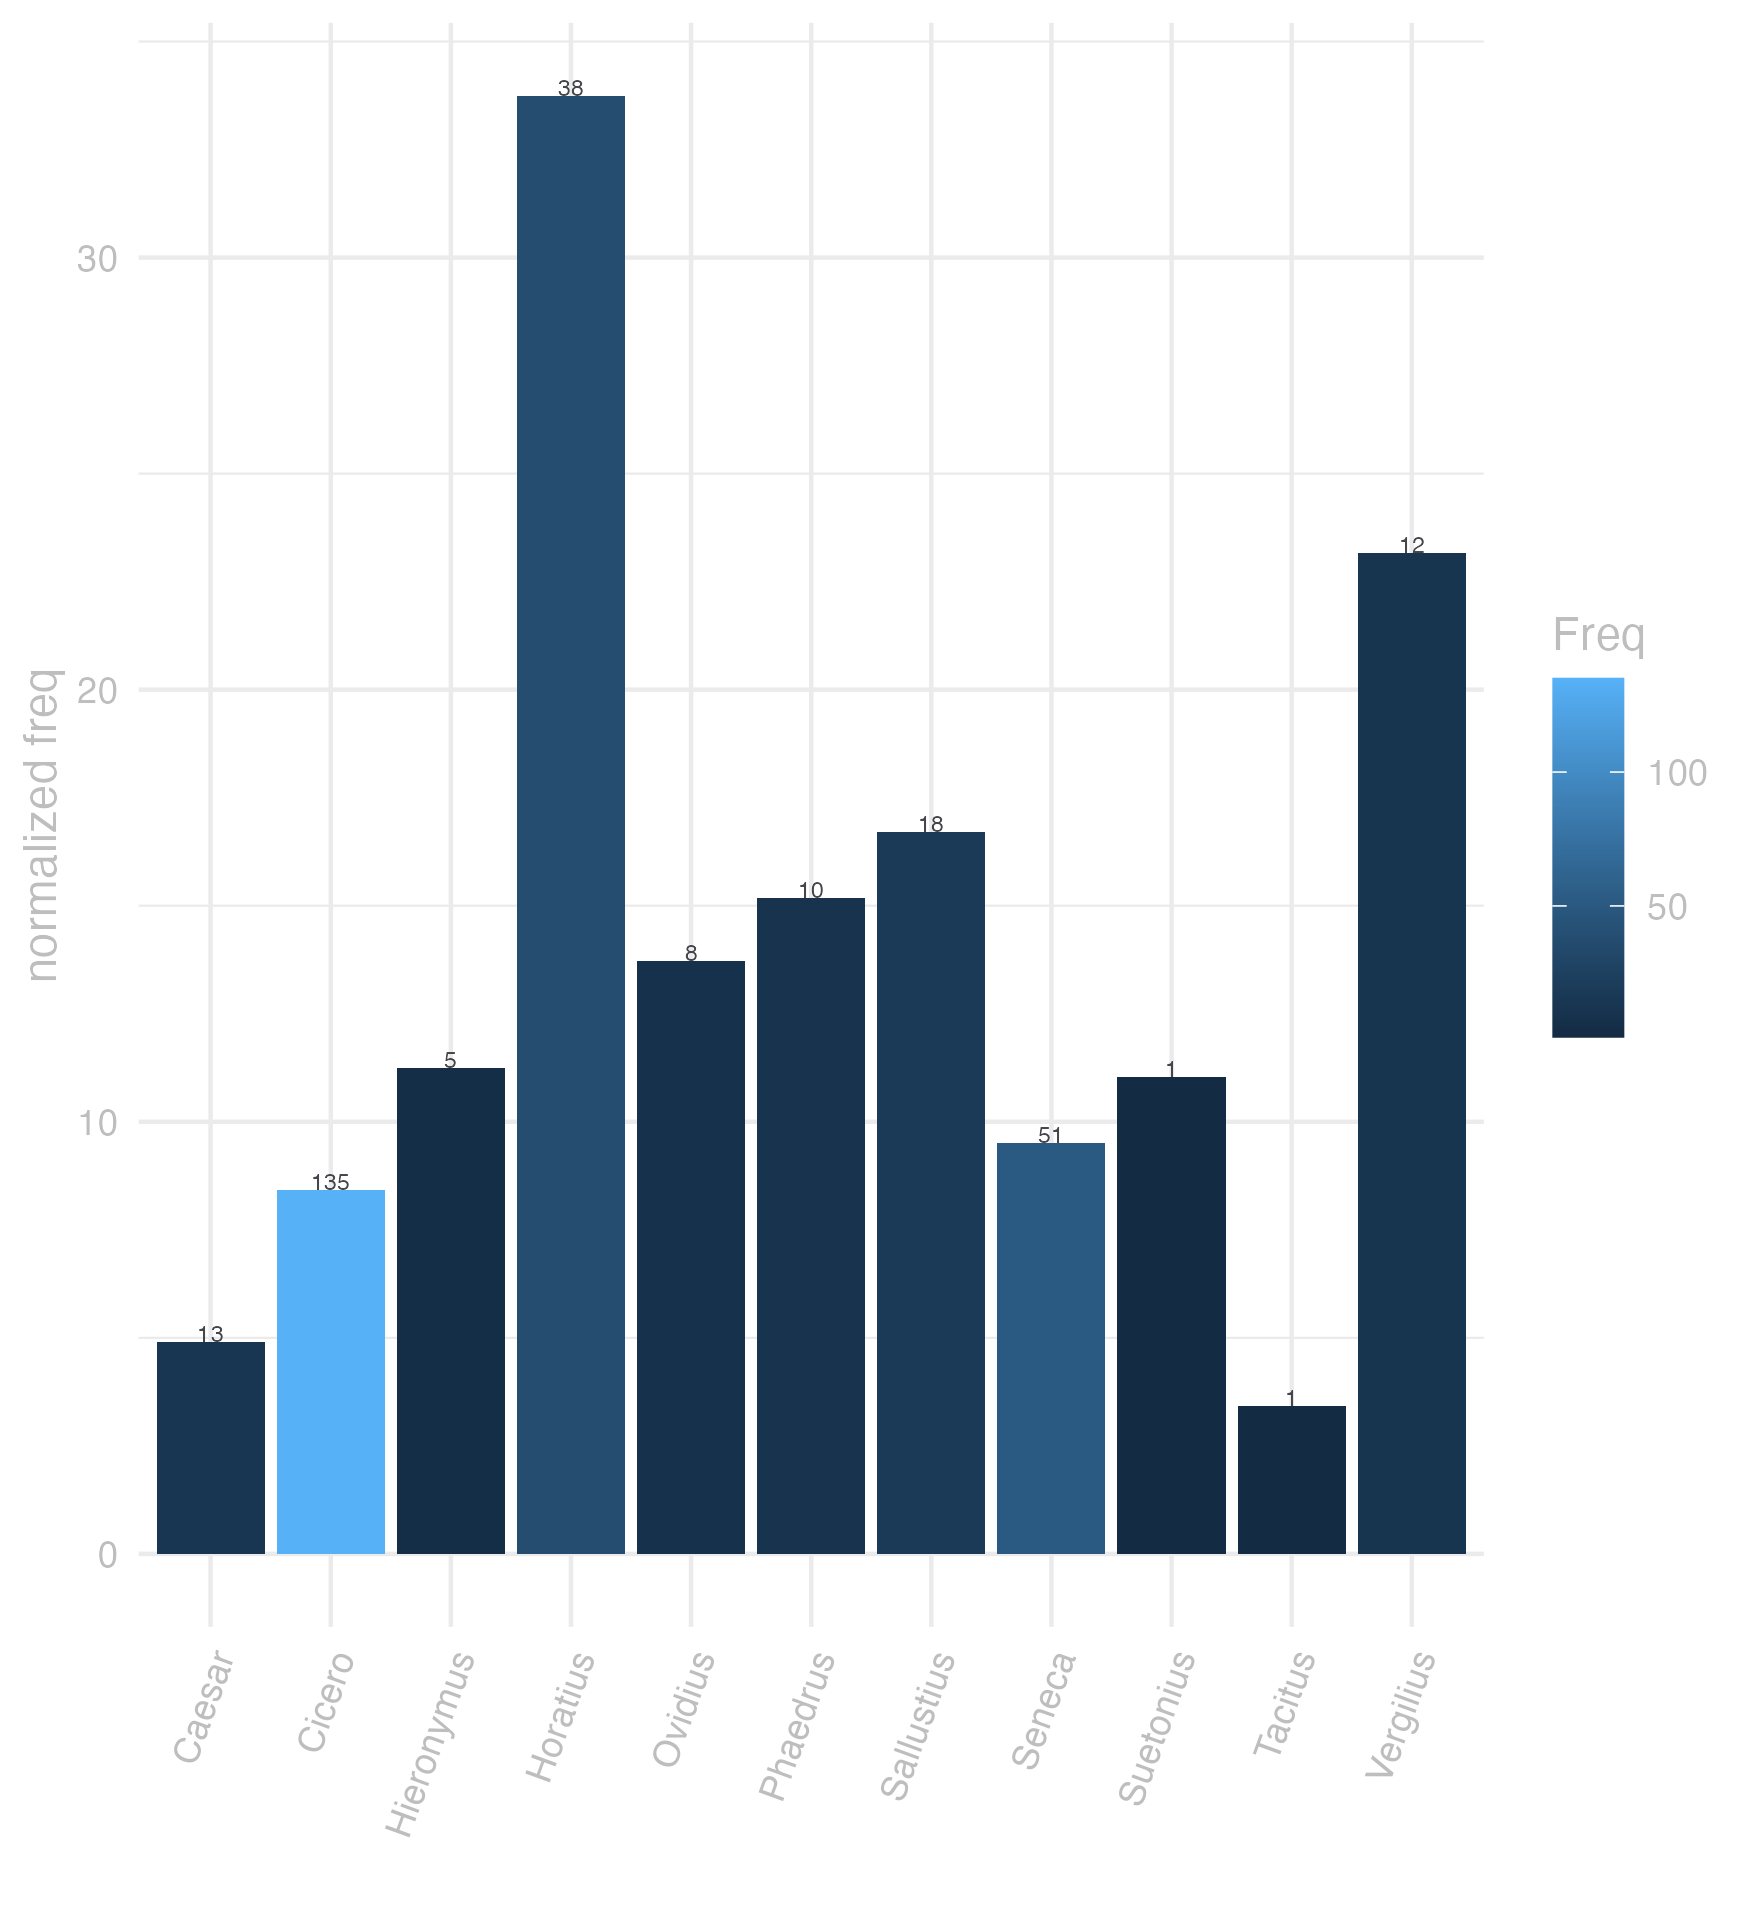 normalized freq
30
20
10
0
13
135
5
38
8
10
18
51
1
1
12
Caesar
Cicero
Hieronymus
Horatius
Ovidius
Phaedrus
Sallustius
Seneca
Suetonius
Tacitus
Vergilius
Freq
100
50